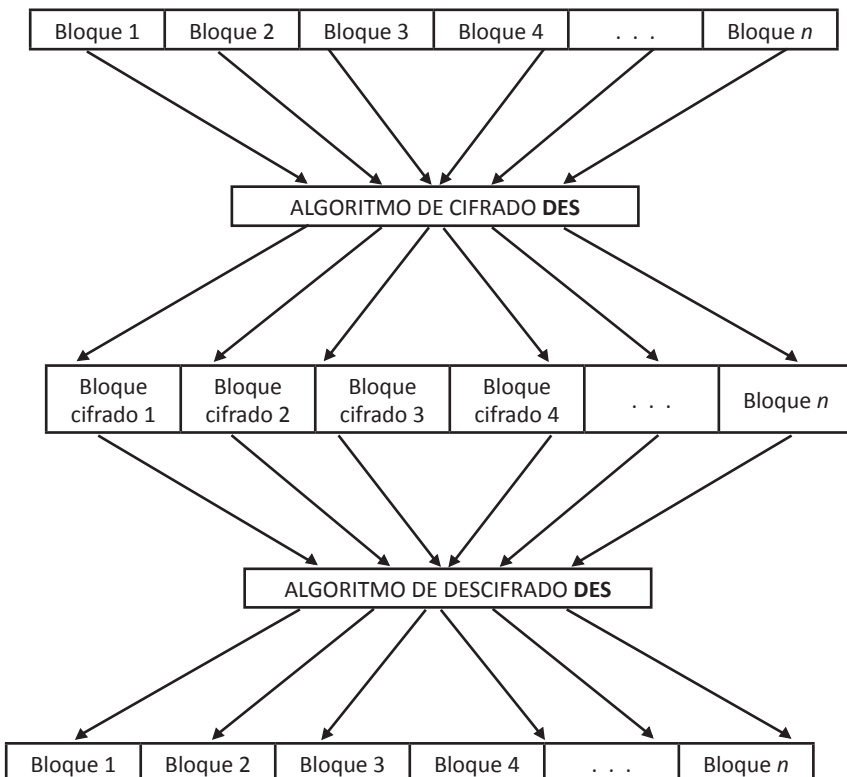 Bloque 1 Bloque 2 Bloque 3 Bloque 4 . . . Bloque n
ALGORITMO DE CIFRADO DES
Bloque cifrado 1 Bloque cifrado 2 Bloque cifrado 3 Bloque cifrado 4 . . . Bloque n
ALGORITMO DE DESCIFRADO DES
Bloque 1 Bloque 2 Bloque 3 Bloque 4 . . . Bloque n